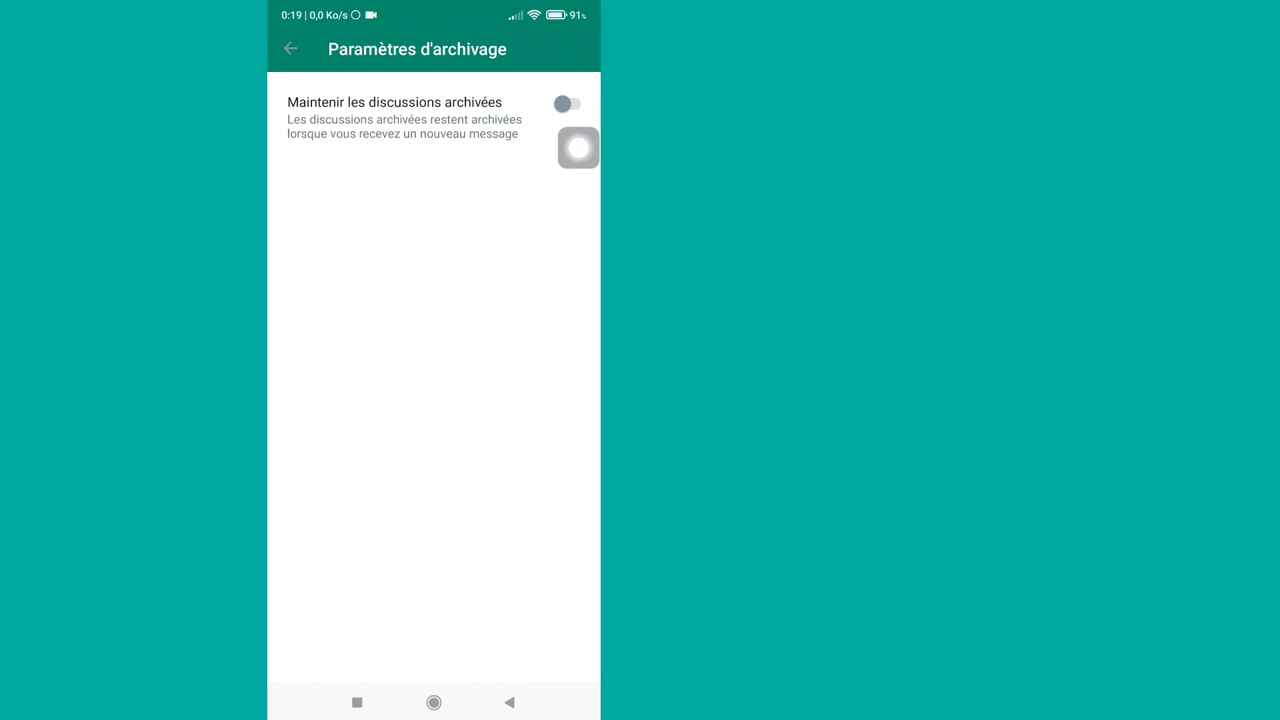 0:19 | 0,0 Ko/s 91%
Paramètres d'archivage
Maintenir les discussions archivées
Les discussions archivées restent archivées
lorsque vous recevez un nouveau message